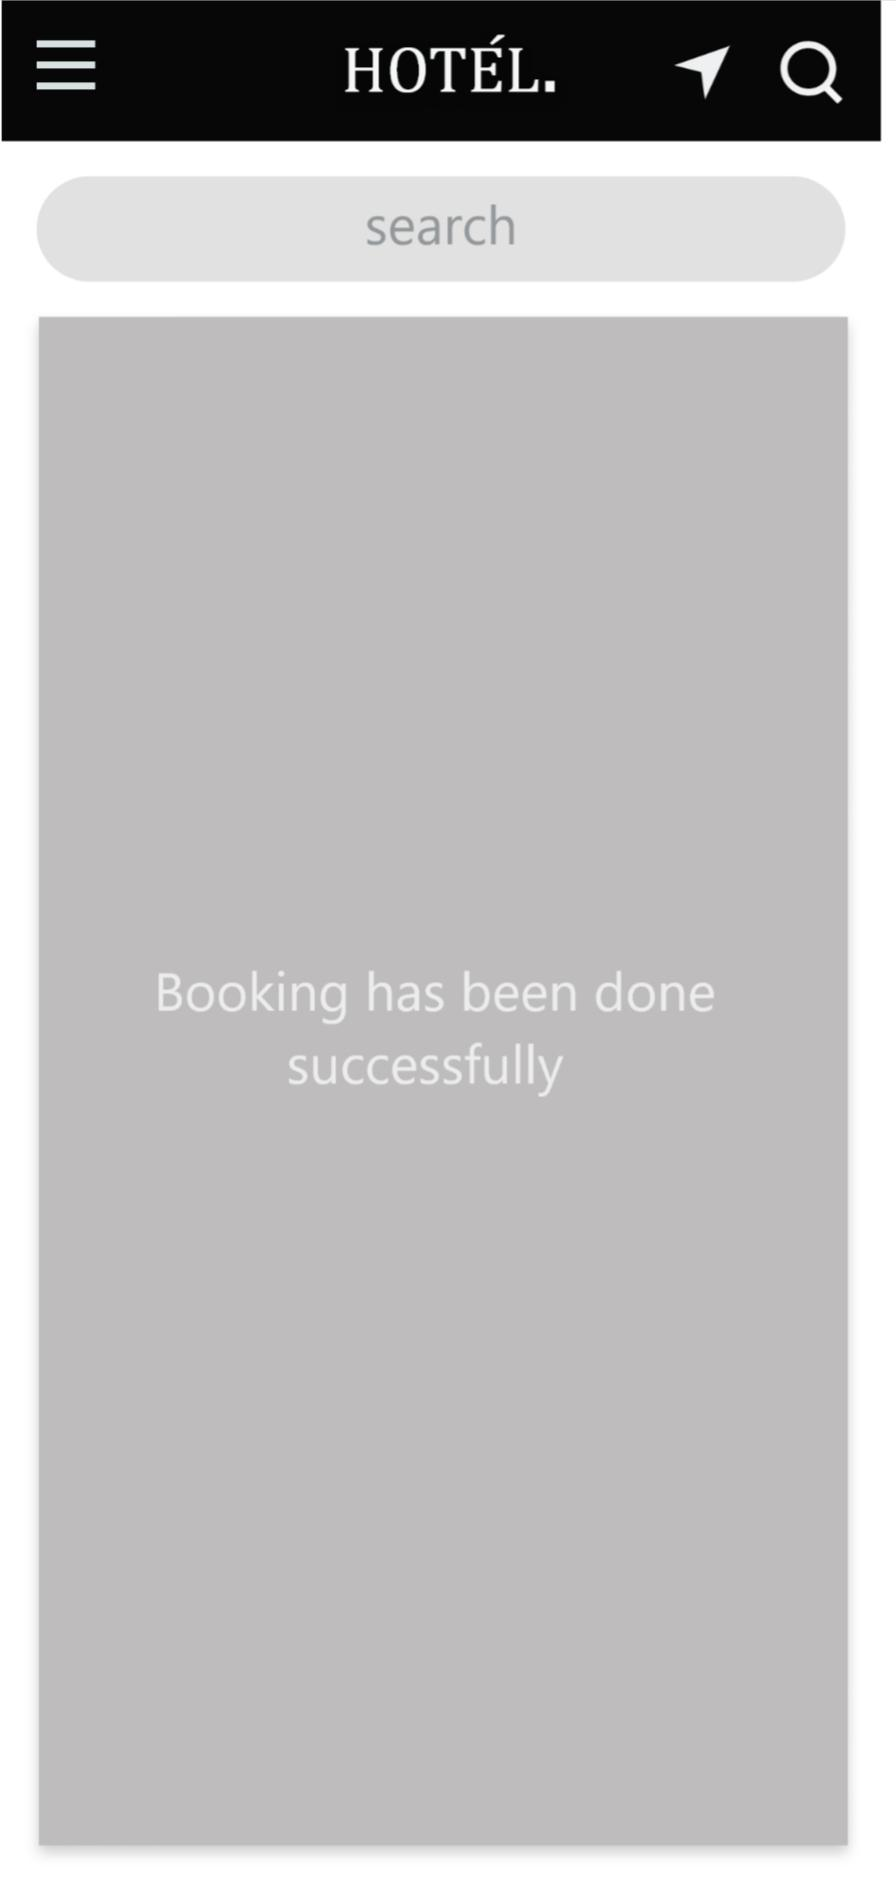 HOTÉL.
search
Booking has been done
successfully